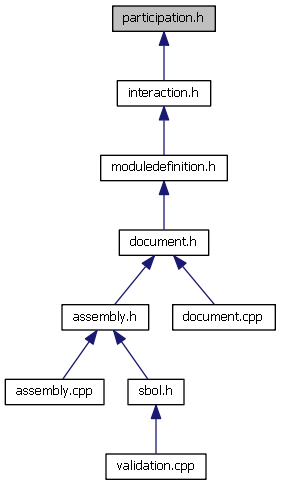 participation.h
interaction.h
moduledefinition.h
document.h
assembly.h
document.cpp
assembly.cpp
sbol.h
validation.cpp